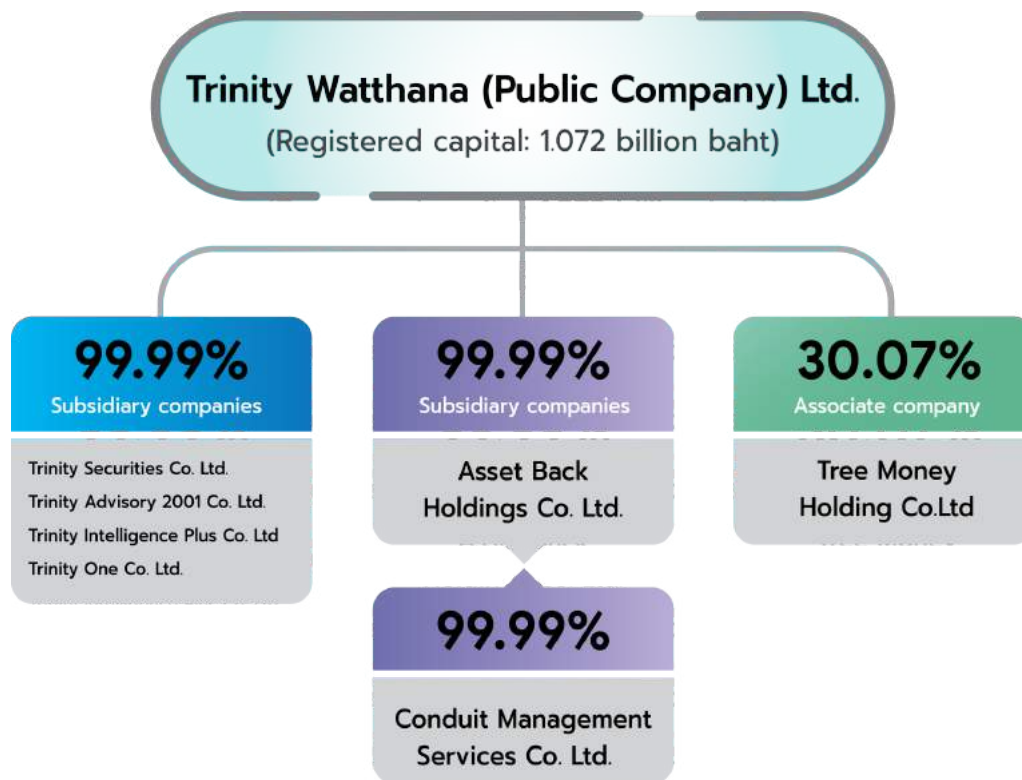 Trinity Watthana (Public Company) Ltd.
(Registered capital: 1.072 billion baht)
99.99%
Subsidiary companies
Trinity Securities Co. Ltd.
Trinity Advisory 2001 Co. Ltd.
Trinity Intelligence Plus Co. Ltd
Trinity One Co. Ltd.
99.99%
Subsidiary companies
Asset Back
Holdings Co. Ltd.
99.99%
Conduit Management
Services Co. Ltd.
30.07%
Associate company
Tree Money
Holding Co.Ltd